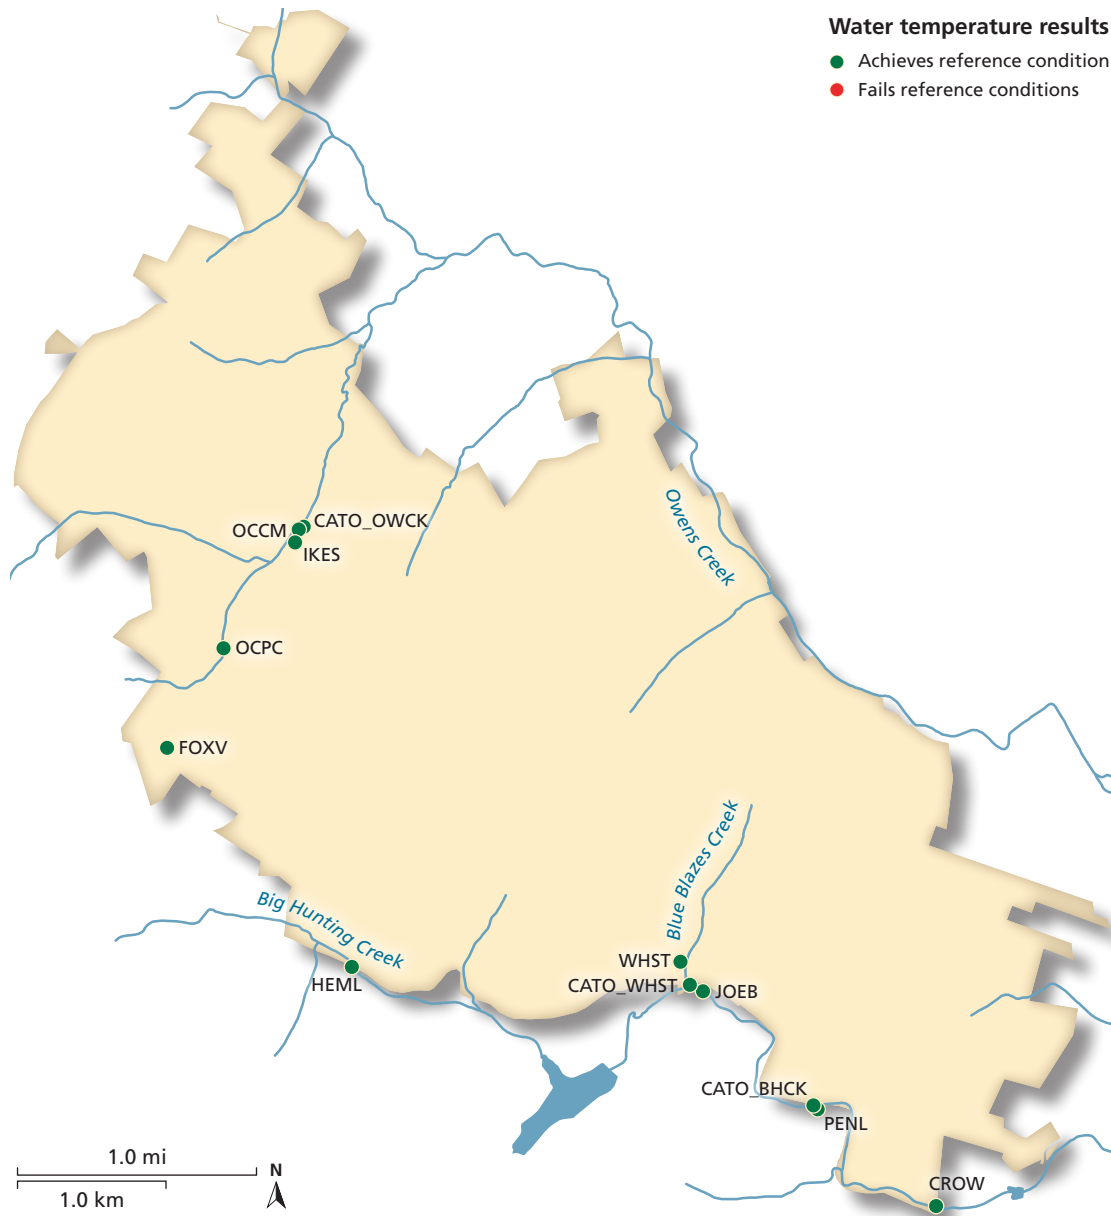 Water temperature results
Achieves reference condition
Fails reference conditions
CATO_OWCK
OCCM
IKES
Owens Creek
OCPC
FOXV
Blue Blazes Creek
Big Hunting Creek
WHST
CATO_WHST
JOEB
HEML
CATO_BHCK
PENL
1.0 mi
N
1.0 km
CROW